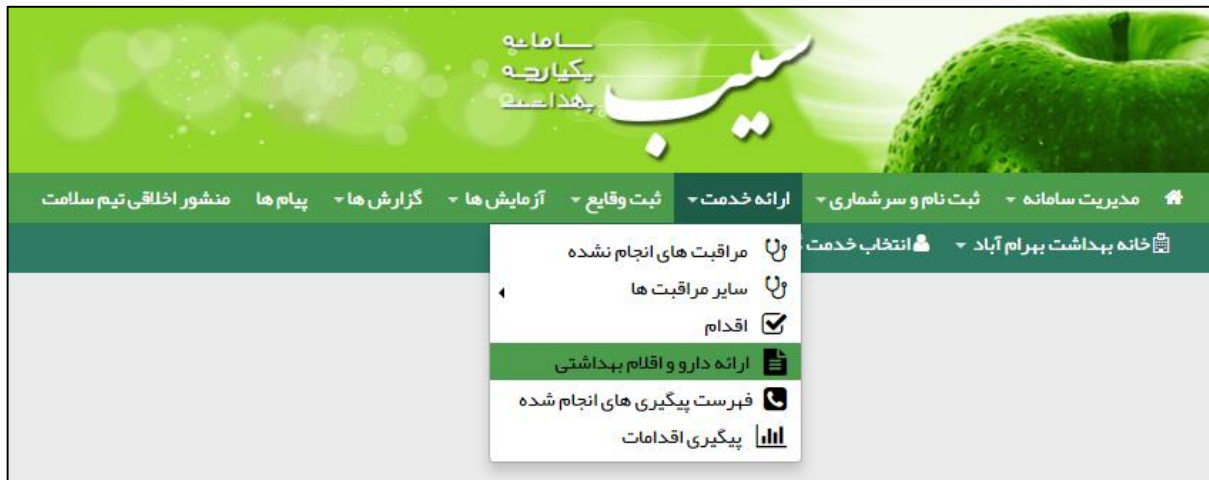 سامانه
یکپارچه
بهداشت
سیب
مدیریت سامانه ثبت نام و سرشماری ارائه خدمت ثبت وقایع آزمایش ها گزارش ها پیام ها منشور اخلاقی تیم سلامت
خانه بهداشت بهرام آباد انتخاب خدمت
مراقبت های انجام نشده
سایر مراقبت ها
اقدام
ارائه دارو و اقلام بهداشتی
فهرست پیگیری های انجام شده
پیگیری اقدامات